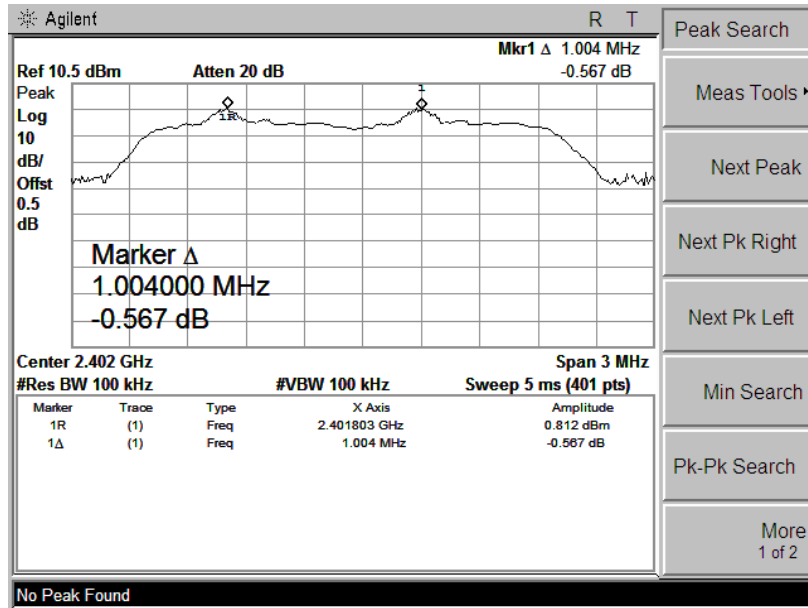 Agilent
R T
Peak Search
Mkr1 Δ 1.004 MHz
Ref 10.5 dBm Atten 20 dB -0.567 dB
Peak
Log
10
dB/
Offst
0.5
dB
1R
1
Marker Δ
1.004000 MHz
-0.567 dB
Center 2.402 GHz Span 3 MHz
#Res BW 100 kHz #VBW 100 kHz Sweep 5 ms (401 pts)
Marker Trace Type X Axis Amplitude
1R (1) Freq 2.401803 GHz 0.812 dBm
1Δ (1) Freq 1.004 MHz -0.567 dB
Meas Tools
Next Peak
Next Pk Right
Next Pk Left
Min Search
Pk-Pk Search
More
1 of 2
No Peak Found